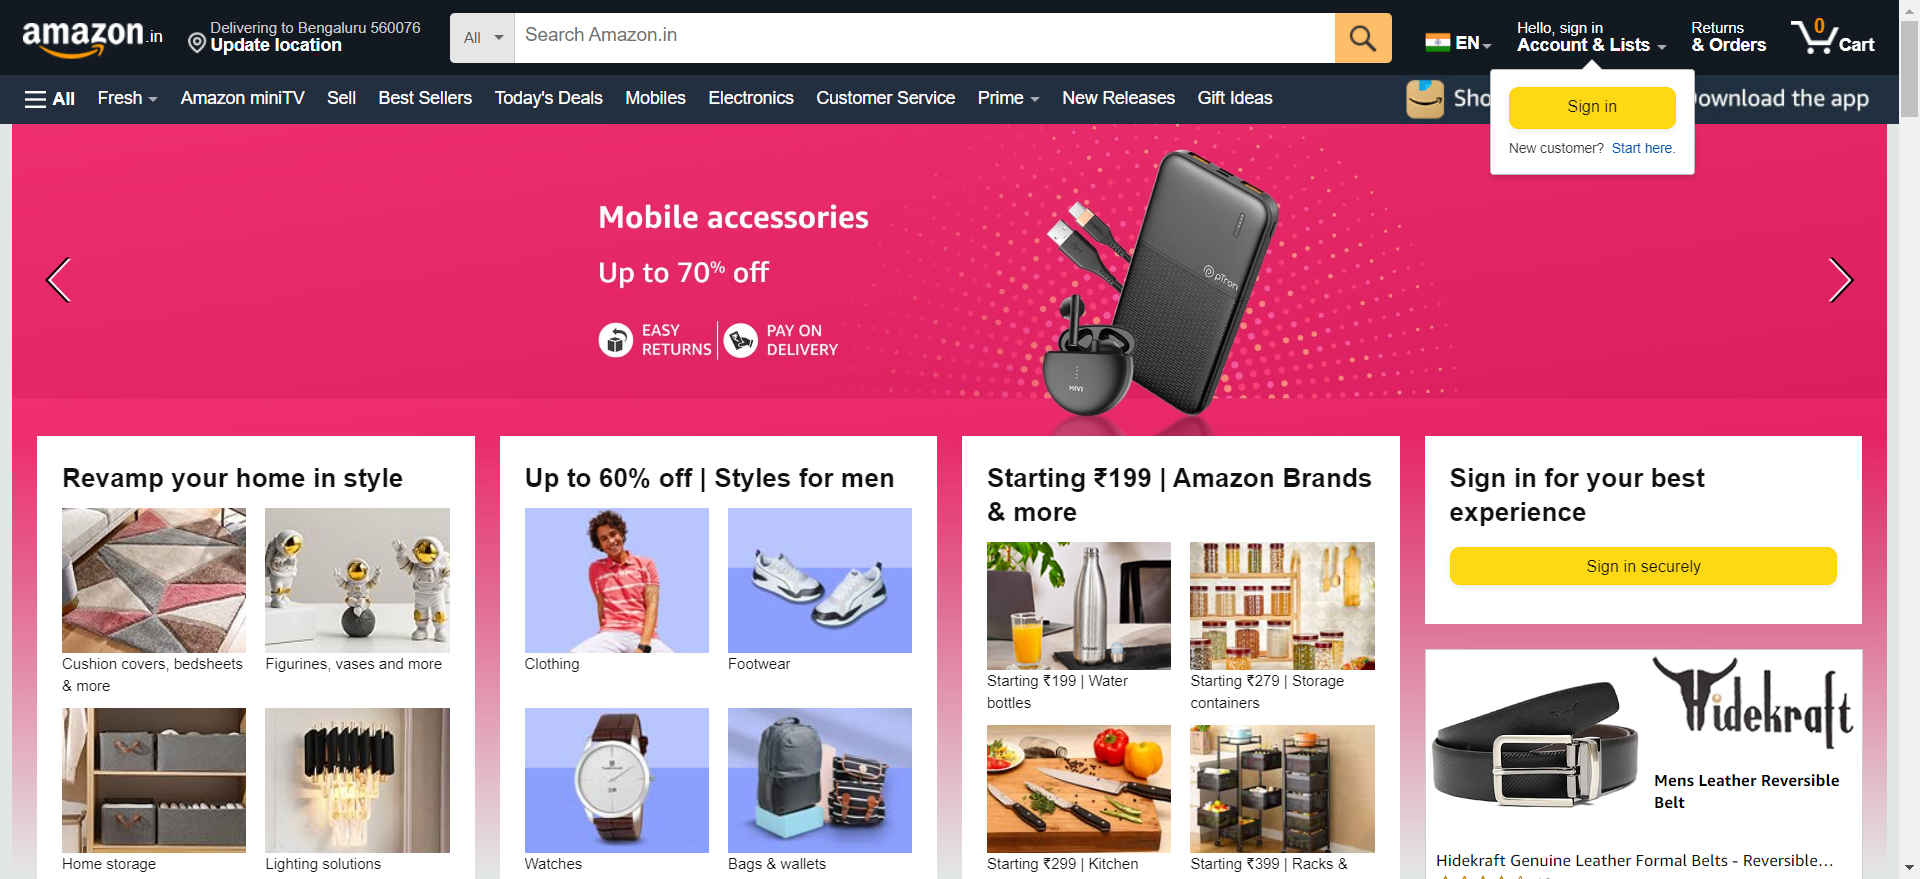 amazon.in
Delivering to Bengaluru 560076
Update location
All
Search Amazon.in
EN
Hello, sign in
Account & Lists
Returns
& Orders
0
Cart
All
Fresh
Amazon miniTV
Sell
Best Sellers
Today's Deals
Mobiles
Electronics
Customer Service
Prime
New Releases
Gift Ideas
Download the app
Sign in
New customer? Start here.
Mobile accessories
Up to 70% off
EASY
RETURNS
PAY ON
DELIVERY
pTron
MIVI
Revamp your home in style
Cushion covers, bedsheets
& more
Figurines, vases and more
Home storage
Lighting solutions
Up to 60% off | Styles for men
Clothing
Footwear
Watches
Bags & wallets
Starting ₹199 | Amazon Brands
& more
Starting ₹199 | Water
bottles
Starting ₹279 | Storage
containers
Starting ₹299 | Kitchen
Starting ₹399 | Racks &
Sign in for your best
experience
Sign in securely
Hidekraft
Mens Leather Reversible
Belt
Hidekraft Genuine Leather Formal Belts - Reversible…